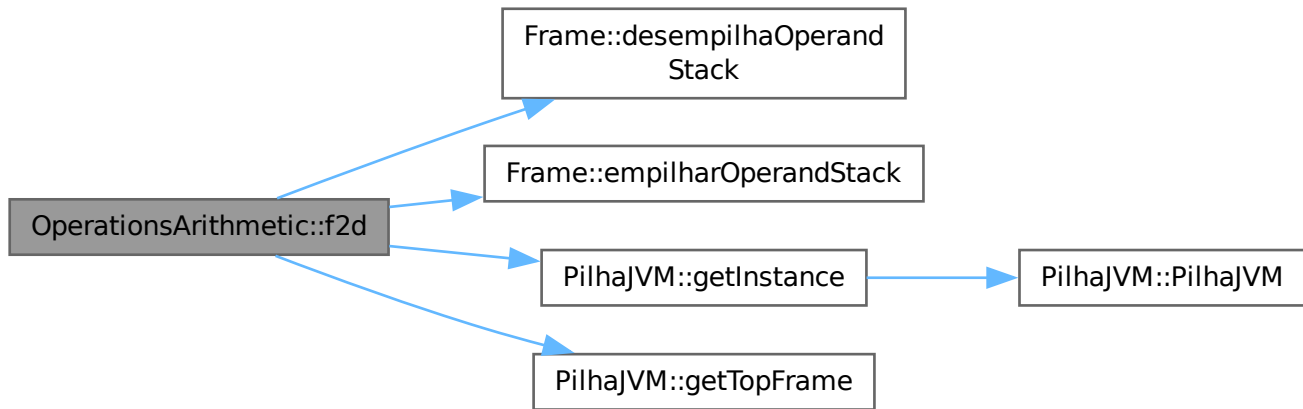 Frame::desempilhaOperand
Stack
Frame::empilharOperandStack
OperationsArithmetic::f2d
PilhaJVM::getInstance
PilhaJVM::PilhaJVM
PilhaJVM::getTopFrame